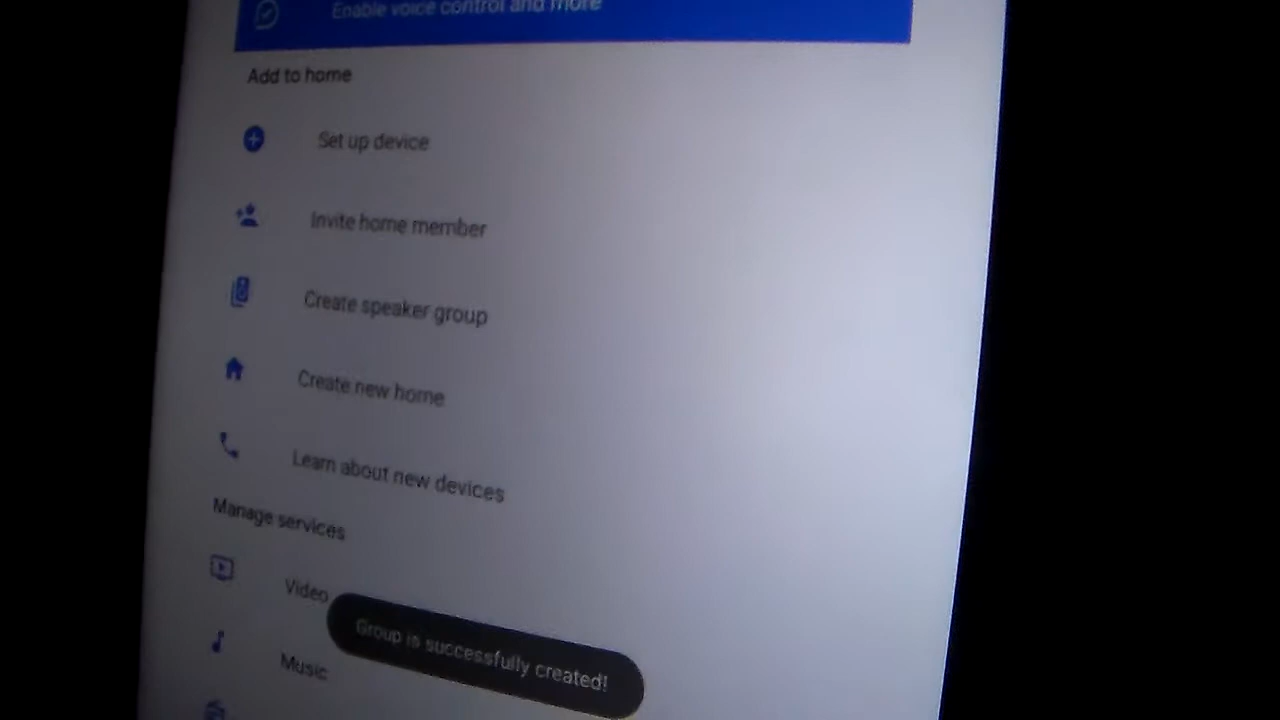 Enable voice control and more
Add to home
Set up device
Invite home member
Create speaker group
Create new home
Learn about new devices
Manage services
Video
Group is successfully created!
Music